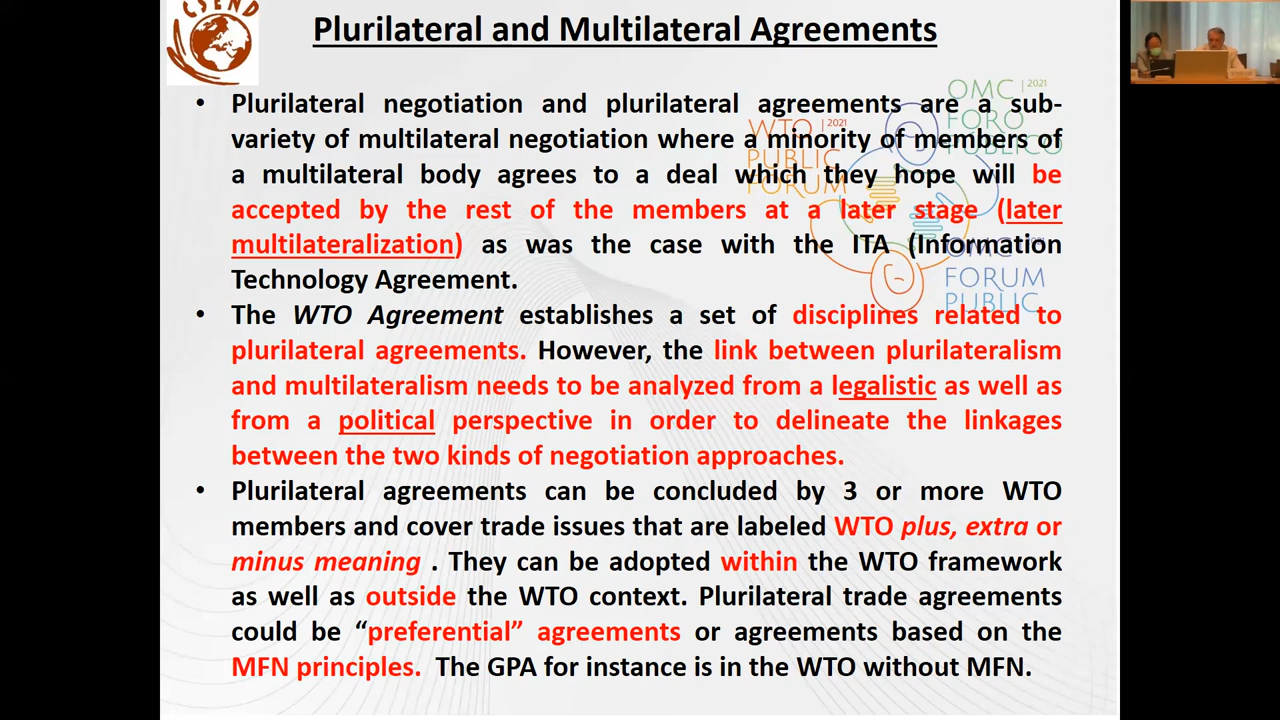 CSEND
Plurilateral and Multilateral Agreements
• Plurilateral negotiation and plurilateral agreements are a sub-
variety of multilateral negotiation where a minority of members of
a multilateral body agrees to a deal which they hope will be
accepted by the rest of the members at a later stage (later
multilateralization) as was the case with the ITA (Information
Technology Agreement.
• The WTO Agreement establishes a set of disciplines related to
plurilateral agreements. However, the link between plurilateralism
and multilateralism needs to be analyzed from a legalistic as well as
from a political perspective in order to delineate the linkages
between the two kinds of negotiation approaches.
• Plurilateral agreements can be concluded by 3 or more WTO
members and cover trade issues that are labeled WTO plus, extra or
minus meaning . They can be adopted within the WTO framework
as well as outside the WTO context. Plurilateral trade agreements
could be “preferential” agreements or agreements based on the
MFN principles. The GPA for instance is in the WTO without MFN.
OMC 2021
FORO
PÚBLICO
WTO 2021
PUBLIC
FORUM
OMC
FORUM
PUBLIC